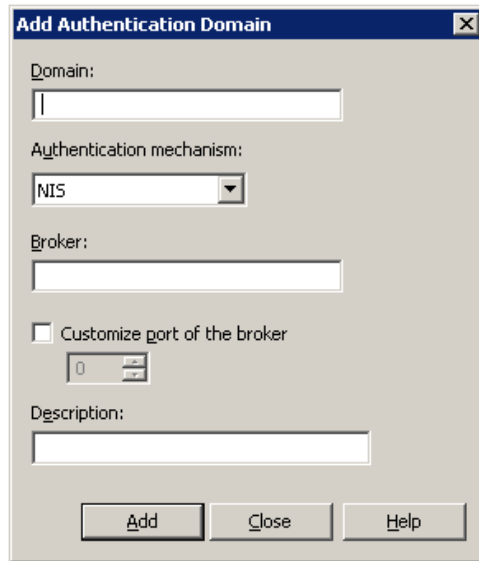 Add Authentication Domain
Domain:
Authentication mechanism:
NIS
Broker:
Customize port of the broker
0
Description:
Add Close Help